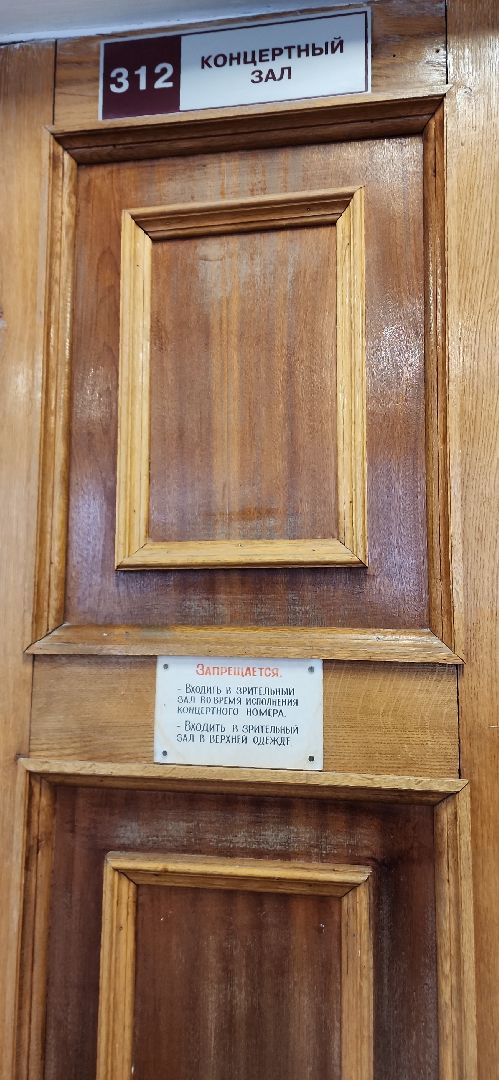 312
КОНЦЕРТНЫЙ
ЗАЛ
ЗАПРЕЩАЕТСЯ.
- ВХОДИТЬ В ЗРИТЕЛЬНЫЙ
ЗАЛ ВО ВРЕМЯ ИСПОЛНЕНИЯ
КОНЦЕРТНОГО НОМЕРА.
- ВХОДИТЬ В ЗРИТЕЛЬНЫЙ
ЗАЛ В ВЕРХНЕЙ ОДЕЖДЕ